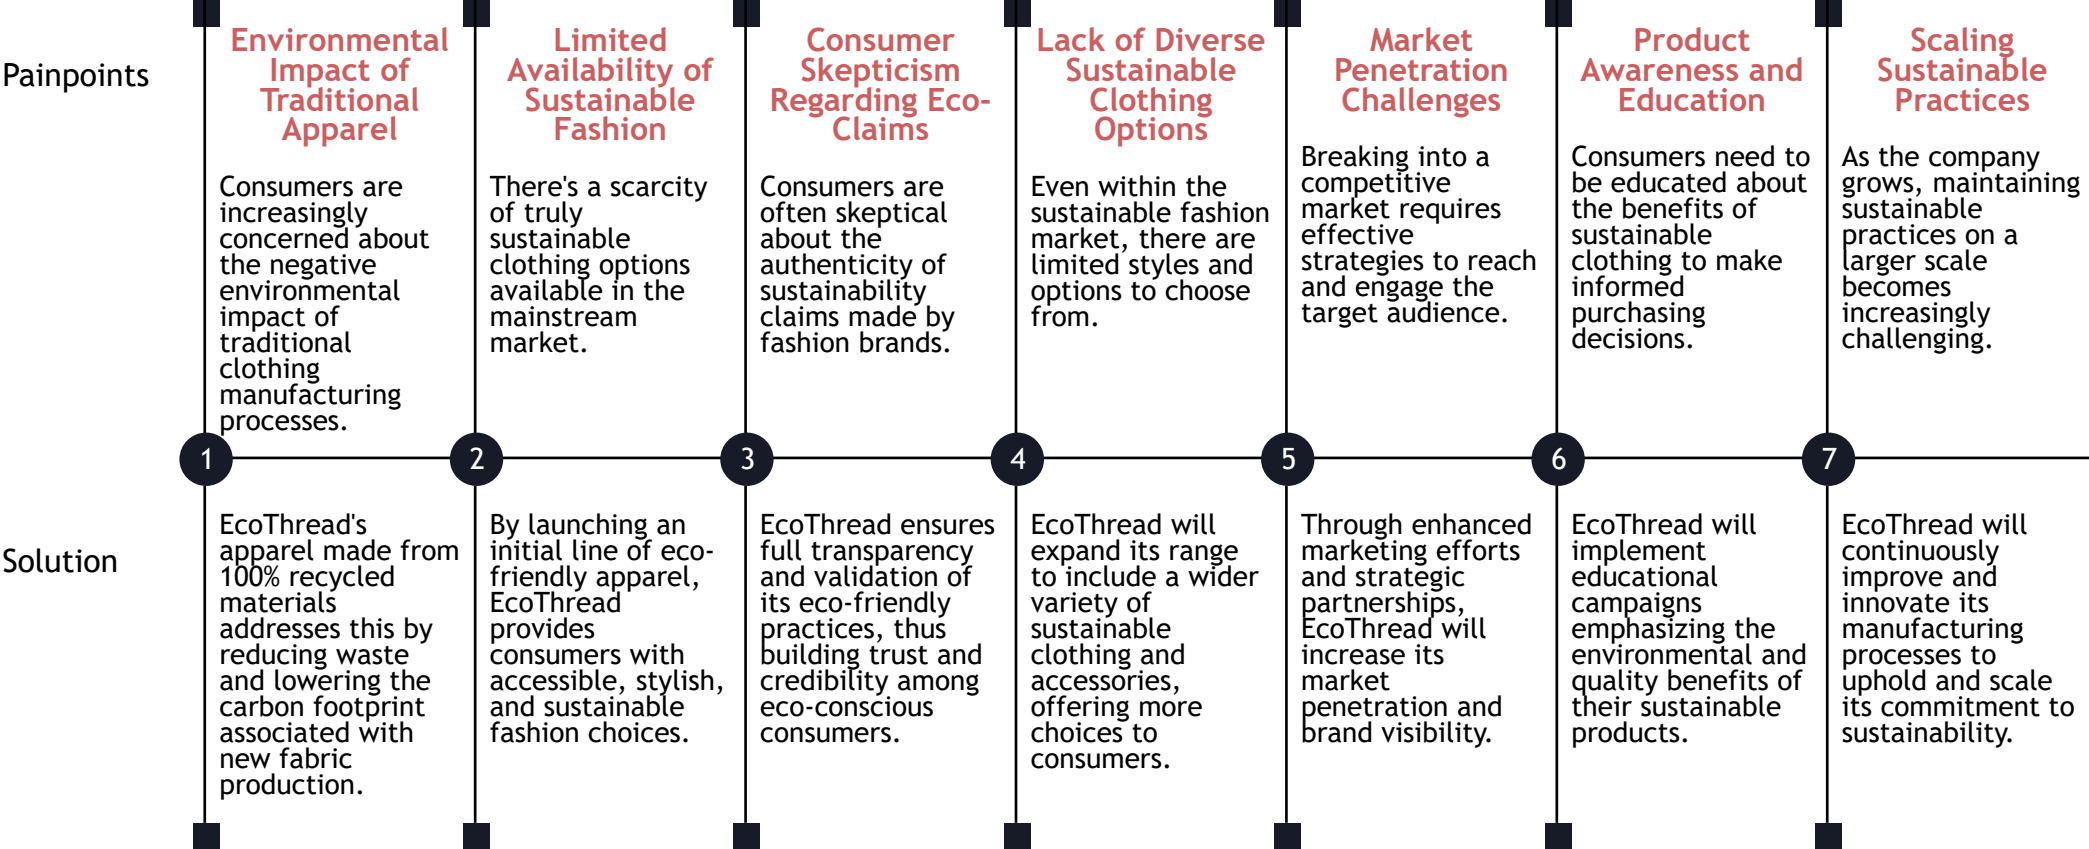 Painpoints
Environmental
Impact of
Traditional
Apparel
Consumers are
increasingly
concerned about
the negative
environmental
impact of
traditional
clothing
manufacturing
processes.
Limited
Availability of
Sustainable
Fashion
There's a scarcity
of truly
sustainable
clothing options
available in the
mainstream
market.
Consumer
Skepticism
Regarding Eco-
Claims
Consumers are
often skeptical
about the
authenticity of
sustainability
claims made by
fashion brands.
Lack of Diverse
Sustainable
Clothing
Options
Even within the
sustainable fashion
market, there are
limited styles and
options to choose
from.
Market
Penetration
Challenges
Breaking into a
competitive
market requires
effective
strategies to reach
and engage the
target audience.
Product
Awareness and
Education
Consumers need to
be educated about
the benefits of
sustainable
clothing to make
informed
purchasing
decisions.
Scaling
Sustainable
Practices
As the company
grows, maintaining
sustainable
practices on a
larger scale
becomes
increasingly
challenging.
1
2
3
4
5
6
7
Solution
EcoThread's
apparel made from
100% recycled
materials
addresses this by
reducing waste
and lowering the
carbon footprint
associated with
new fabric
production.
By launching an
initial line of eco-
friendly apparel,
EcoThread
provides
consumers with
accessible, stylish,
and sustainable
fashion choices.
EcoThread ensures
full transparency
and validation of
its eco-friendly
practices, thus
building trust and
credibility among
eco-conscious
consumers.
EcoThread will
expand its range
to include a wider
variety of
sustainable
clothing and
accessories,
offering more
choices to
consumers.
Through enhanced
marketing efforts
and strategic
partnerships,
EcoThread will
increase its
market
penetration and
brand visibility.
EcoThread will
implement
educational
campaigns
emphasizing the
environmental and
quality benefits of
their sustainable
products.
EcoThread will
continuously
improve and
innovate its
manufacturing
processes to
uphold and scale
its commitment to
sustainability.